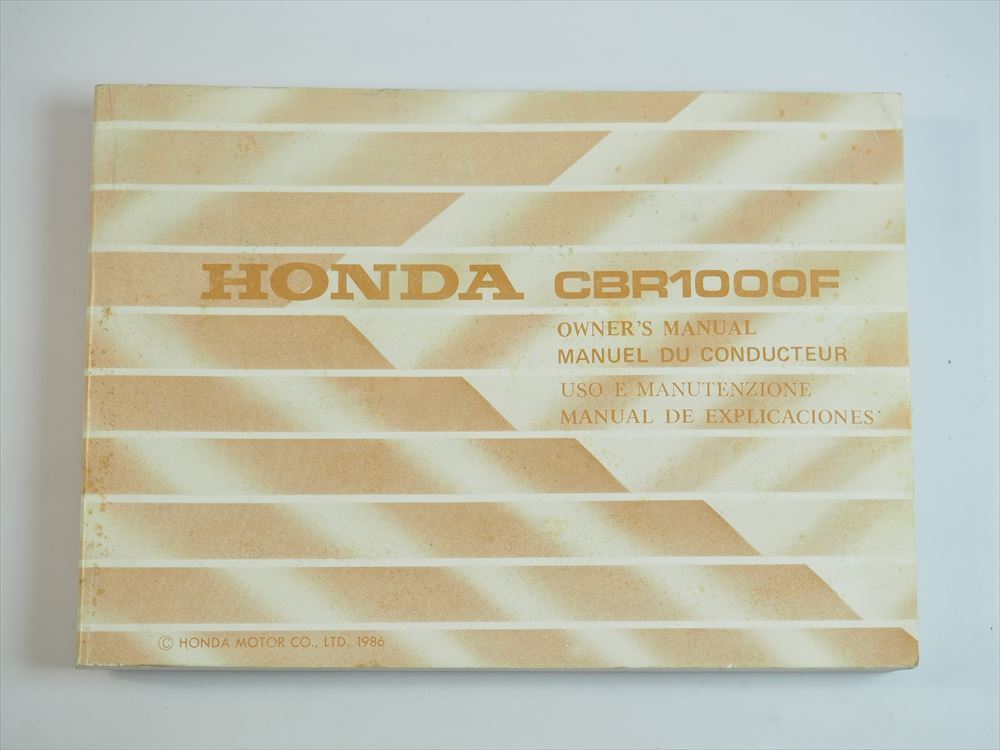 HONDA CBR1000F
OWNER'S MANUAL
MANUEL DU CONDUCTEUR
USO E MANUTENZIONE
MANUAL DE EXPLICACIONES
© HONDA MOTOR CO., LTD. 1986